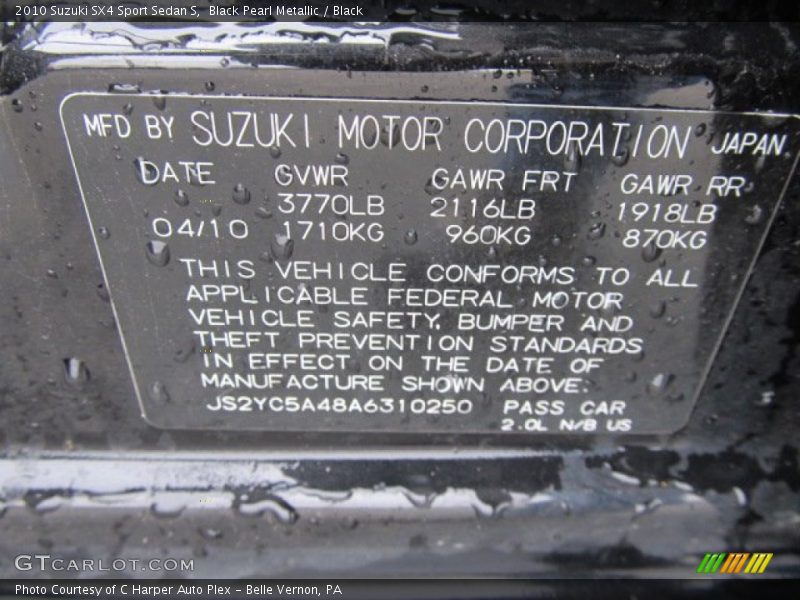 2010 Suzuki SX4 Sport Sedan S,  Black Pearl Metallic / Black
MFD BY SUZUKI MOTOR CORPORATION JAPAN
DATE GVWR GAWR FRT GAWR RR
3770LB 2116LB 1918LB
04/10 1710KG 960KG 870KG
THIS VEHICLE CONFORMS TO ALL
APPLICABLE FEDERAL MOTOR
VEHICLE SAFETY, BUMPER AND
THEFT PREVENTION STANDARDS
IN EFFECT ON THE DATE OF
MANUFACTURE SHOWN ABOVE.
JS2YC5A48A6310250 PASS CAR
2.0L N/B US
GTCARLOT.COM
Photo Courtesy of C Harper Auto Plex – Belle Vernon, PA